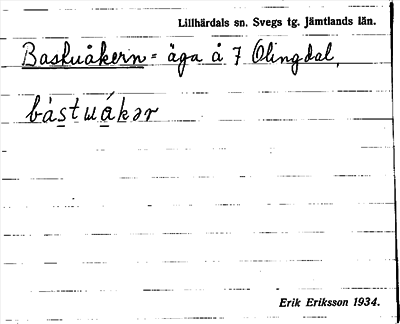 Lillhärdals sn. Svegs tg. Jämtlands län.
Bastuåkern = äga å 7 Olingdal,
bástuákər
Erik Eriksson 1934.